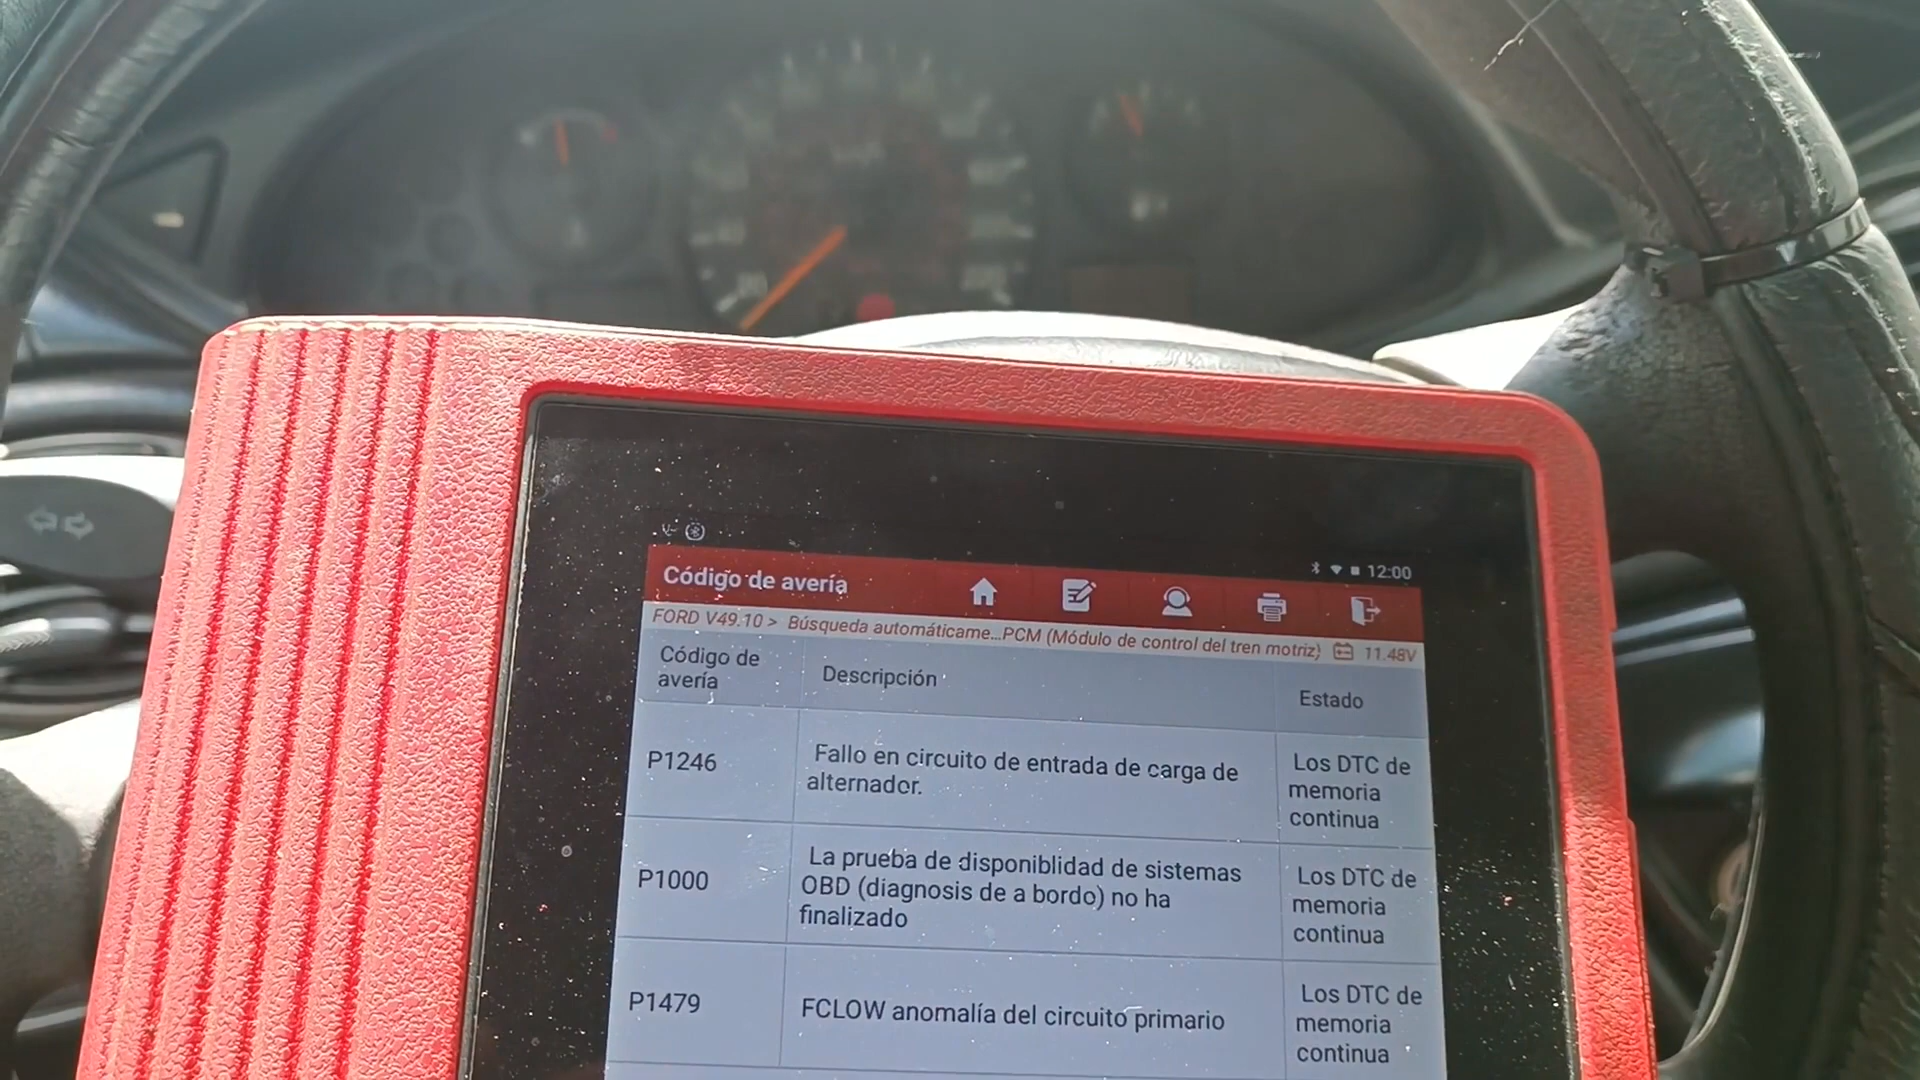 12:00
Código de avería
FORD V49.10 > Búsqueda automáticame...PCM (Módulo de control del tren motriz) 11.48V
Código de
avería
Descripción
Estado
P1246
Fallo en circuito de entrada de carga de
alternador.
Los DTC de
memoria
continua
P1000
La prueba de disponiblidad de sistemas
OBD (diagnosis de a bordo) no ha
finalizado
Los DTC de
memoria
continua
P1479
FCLOW anomalía del circuito primario
Los DTC de
memoria
continua